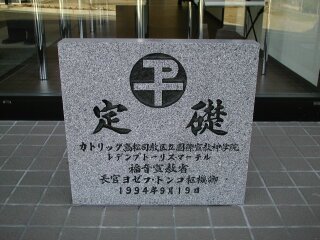 定礎
カトリック高松司教区立国際宣教神学院
レデンプトーリス・マーテル
福音宣教省
長官ヨゼフ・トンコ枢機卿
1994年9月19日